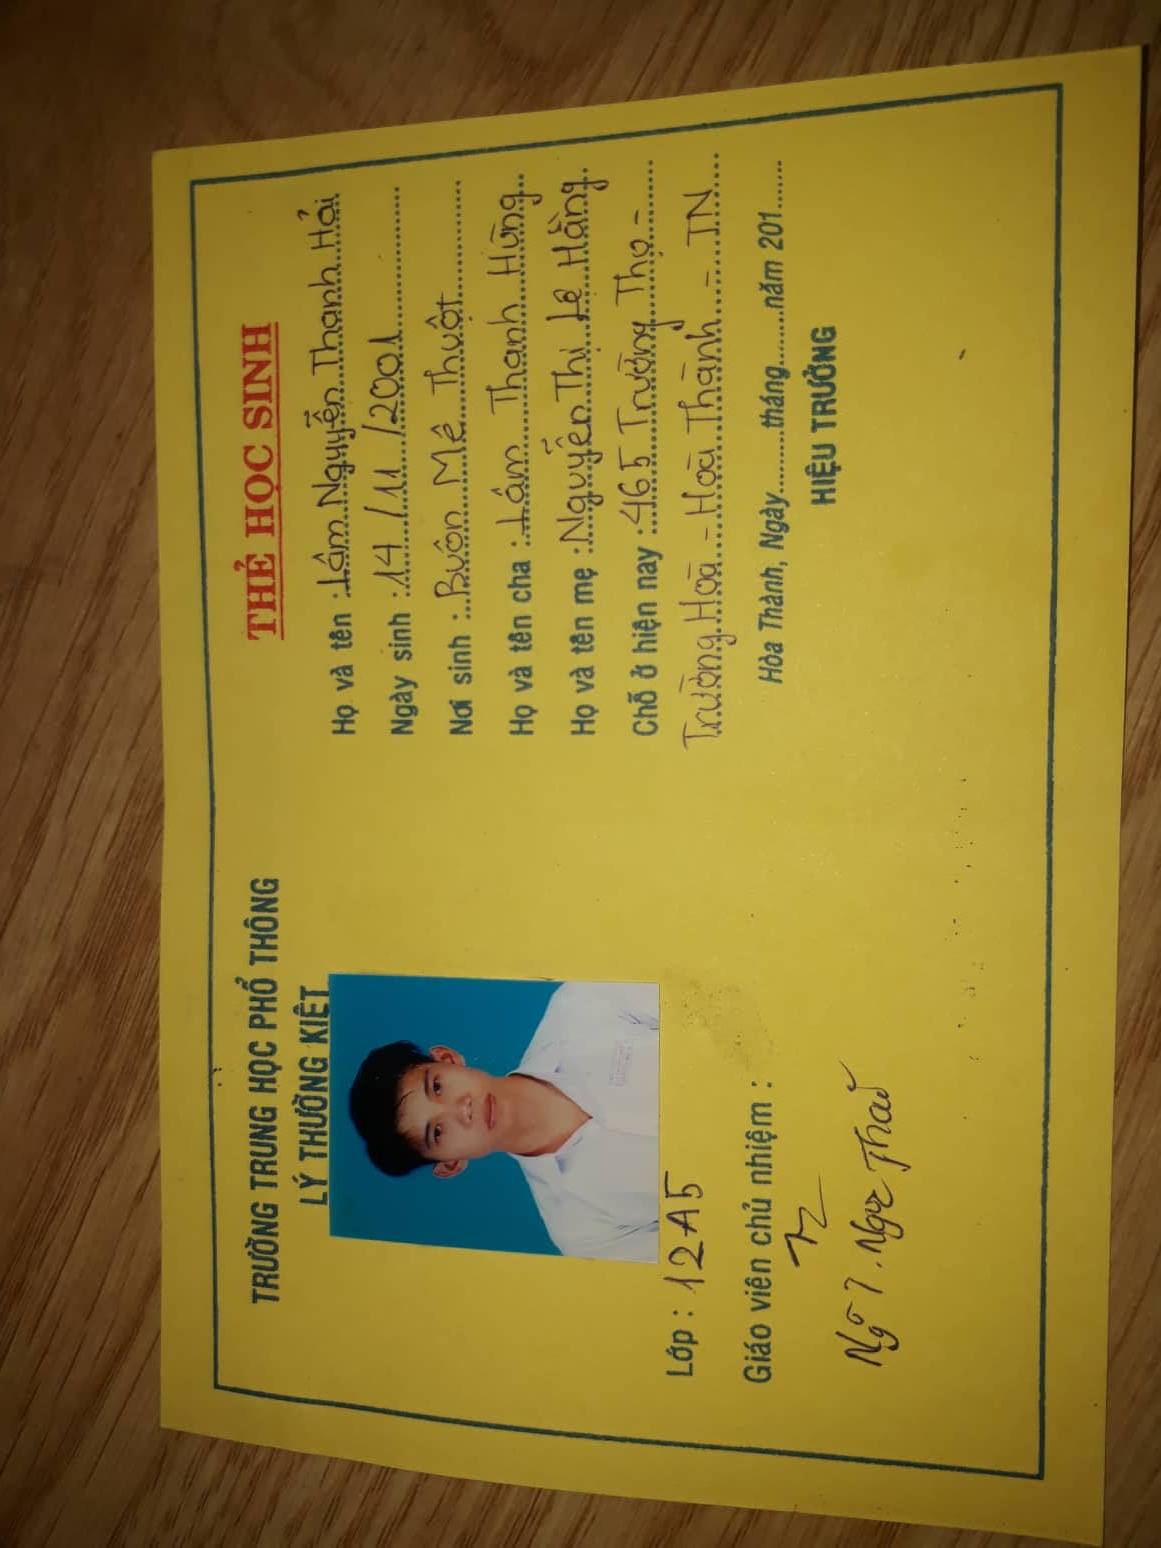 TRƯỜNG TRUNG HỌC PHỔ THÔNG
LÝ THƯỜNG KIỆT
Lớp : 12A5
Giáo viên chủ nhiệm :
Ngô T. Ngọc Thảo
THẺ HỌC SINH
Họ và tên : Lâm Nguyễn Thanh Hải
Ngày sinh : 14/11/2001
Nơi sinh : Buôn Mê Thuột
Họ và tên cha : Lâm Thanh Hùng
Họ và tên mẹ : Nguyễn Thị Lệ Hằng
Chỗ ở hiện nay : 465 Trường Thọ -
Trường Hoà - Hoà Thành - TN
Hòa Thành, Ngày.........tháng.........năm 201......
HIỆU TRƯỞNG